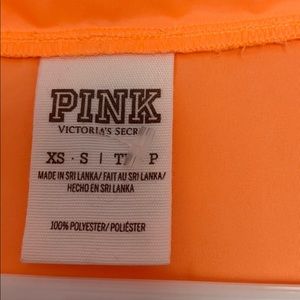 PINK
VICTORIA'S SECR
XS · S | T P
MADE IN SRI LANKA/ FAIT AU SRI LANKA/
HECHO EN SRI LANKA
100% POLYESTER/ POLIÉSTER